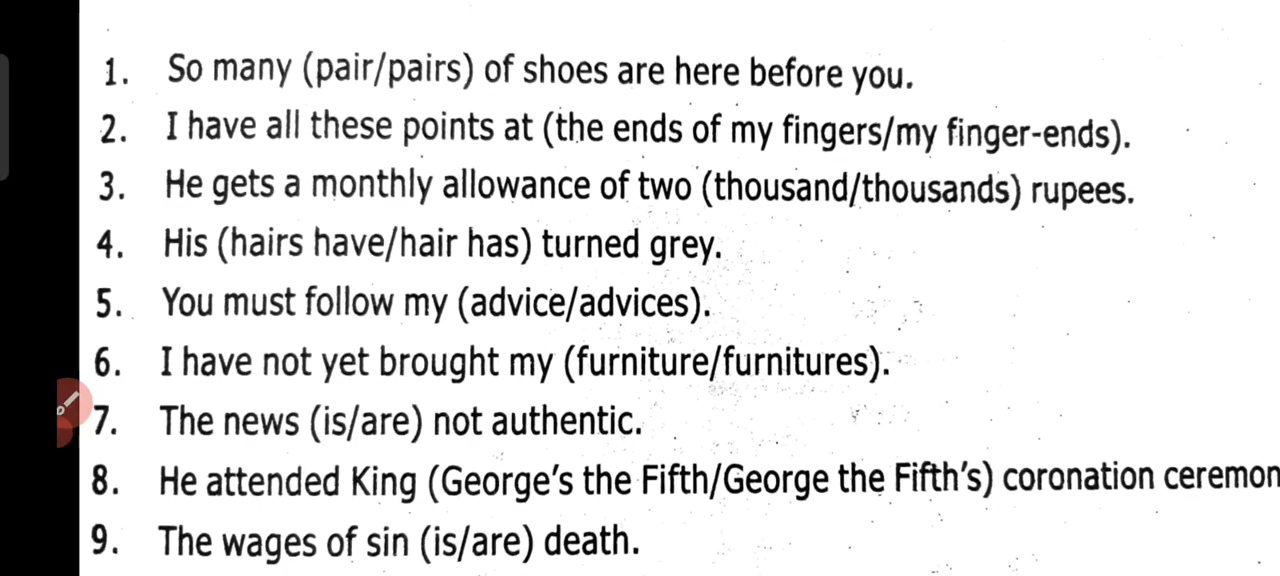 1. So many (pair/pairs) of shoes are here before you.
2. I have all these points at (the ends of my fingers/my finger-ends).
3. He gets a monthly allowance of two (thousand/thousands) rupees.
4. His (hairs have/hair has) turned grey.
5. You must follow my (advice/advices).
6. I have not yet brought my (furniture/furnitures).
7. The news (is/are) not authentic.
8. He attended King (George's the Fifth/George the Fifth's) coronation ceremon
9. The wages of sin (is/are) death.